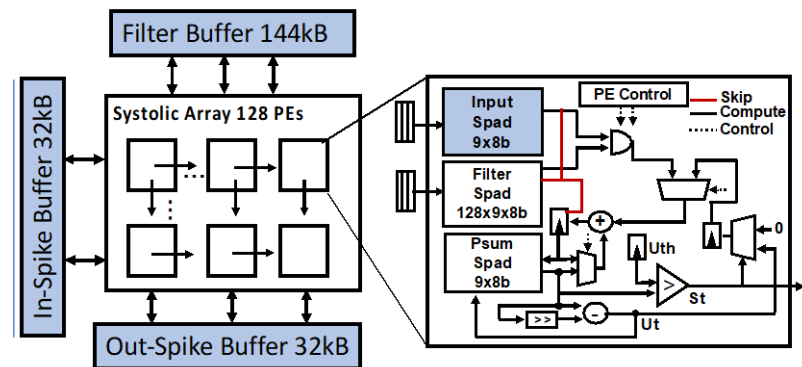 Filter Buffer 144kB
In-Spike Buffer 32kB
Systolic Array 128 PEs
...
...
Out-Spike Buffer 32kB
Input
Spad
9x8b
Filter
Spad
128x9x8b
Psum
Spad
9x8b
PE Control
Skip
Compute
Control
+
0
Uth
>
St
>>
-
Ut